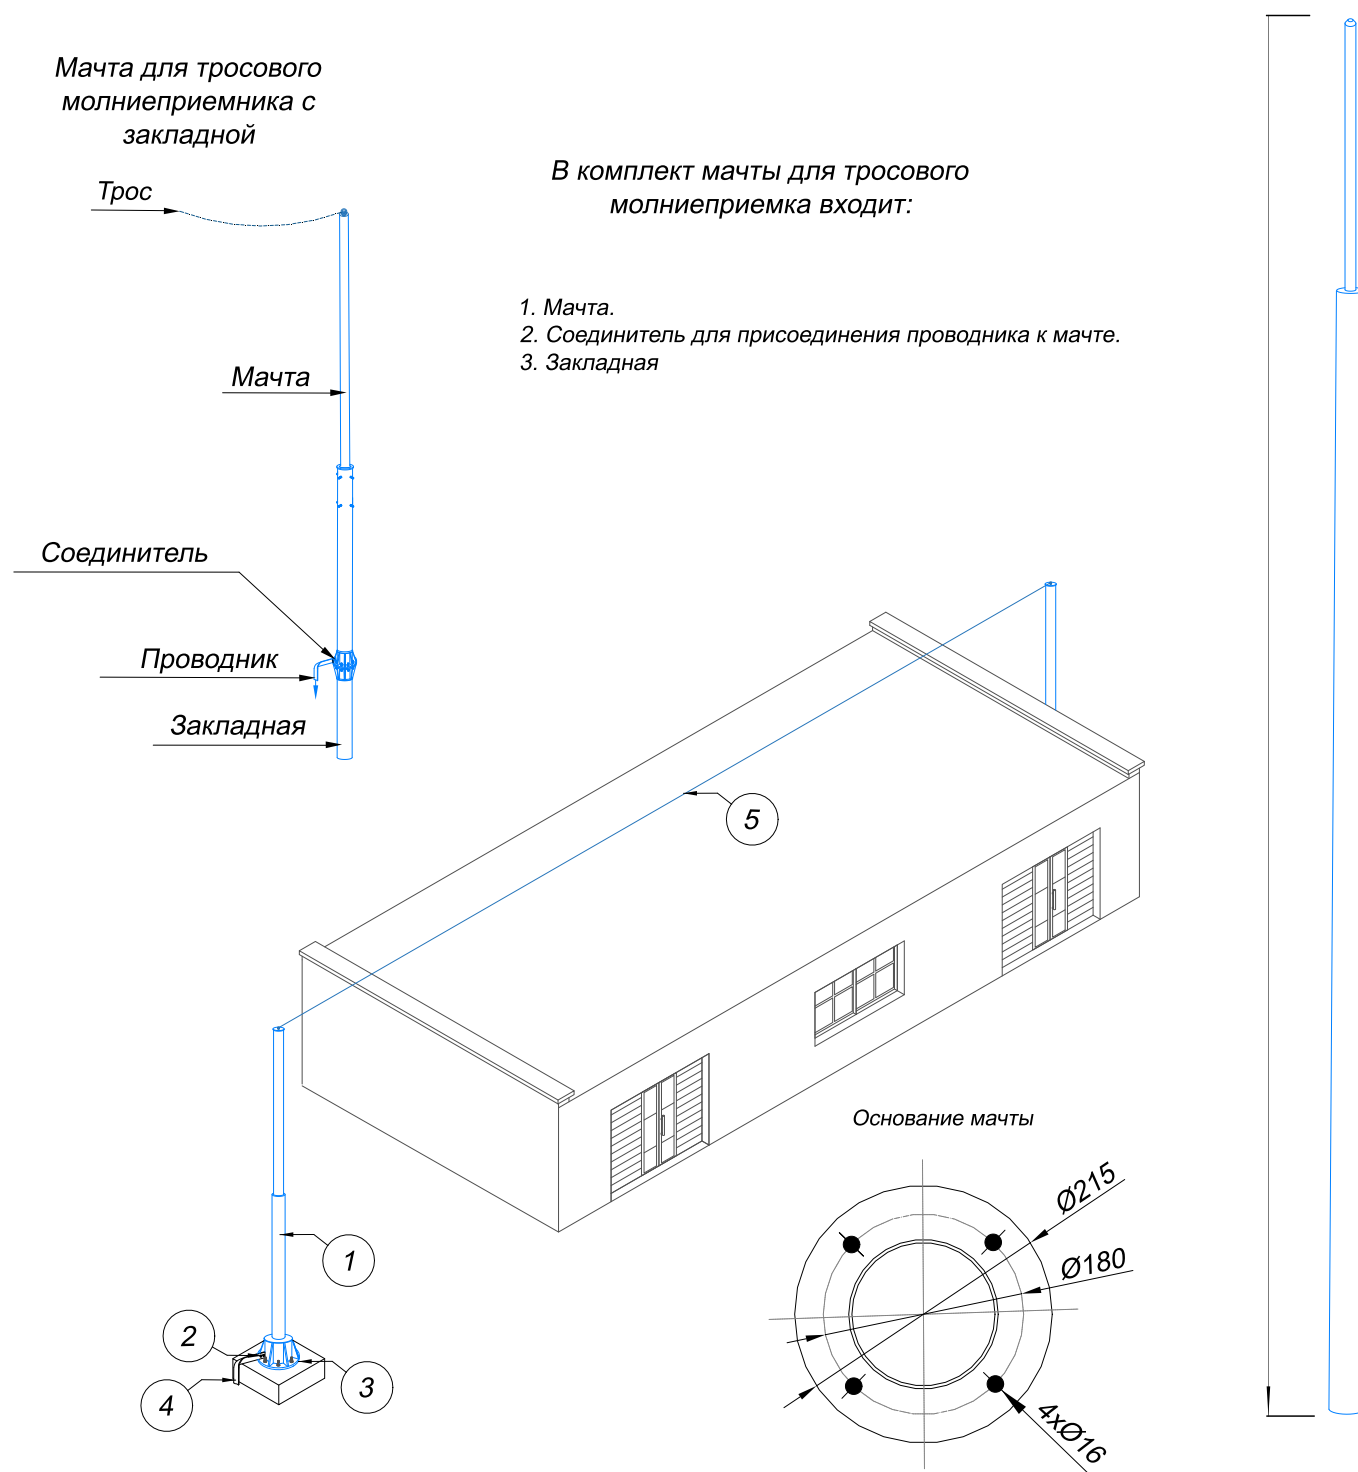 Мачта для тросового
молниеприемника с
закладной
Трос
В комплект мачты для тросового
молниеприемка входит:
1. Мачта.
2. Соединитель для присоединения проводника к мачте.
3. Закладная
Мачта
Соединитель
Проводник
Закладная
5
1
2
3
4
Основание мачты
Ø215
Ø180
4xØ16